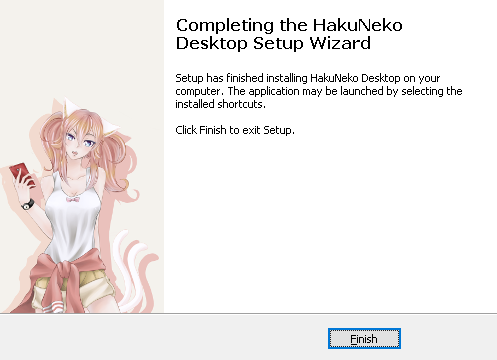 Completing the HakuNeko
Desktop Setup Wizard
Setup has finished installing HakuNeko Desktop on your
computer. The application may be launched by selecting the
installed shortcuts.
Click Finish to exit Setup.
Finish